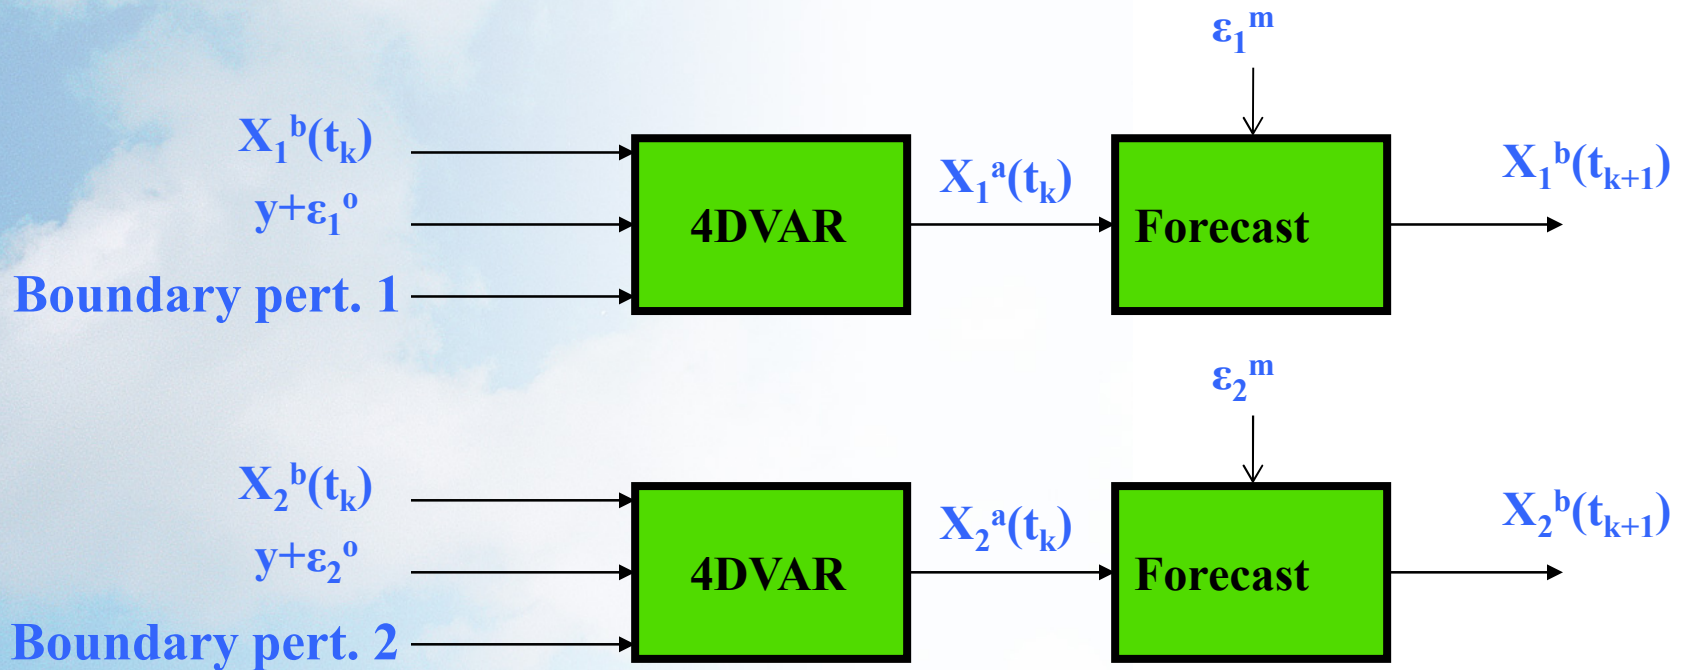 ε₁ᵐ
X₁ᵇ(tₖ)
y+ε₁ᵒ
Boundary pert. 1
4DVAR
X₁ᵃ(tₖ)
Forecast
X₁ᵇ(tₖ₊₁)
ε₂ᵐ
X₂ᵇ(tₖ)
y+ε₂ᵒ
Boundary pert. 2
4DVAR
X₂ᵃ(tₖ)
Forecast
X₂ᵇ(tₖ₊₁)